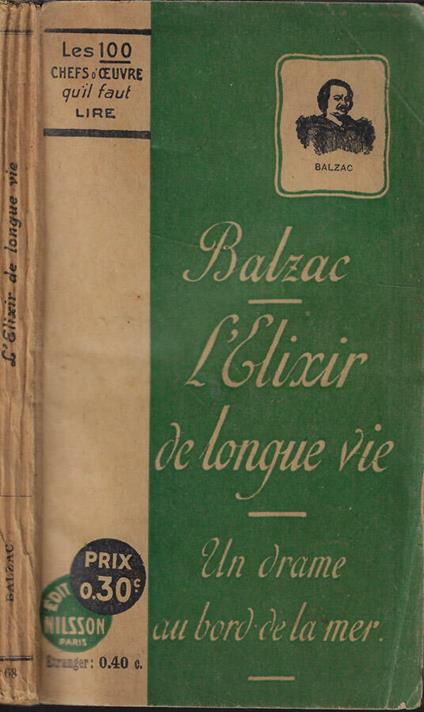 L'Elixir de longue vie
BALZAC
68
Les 100
CHEFS d'ŒUVRE
qu'il faut
LIRE
BALZAC
Balzac
L'Elixir
de longue vie
Un drame
au bord de la mer.
PRIX
0.30c
EDIT
NILSSON
PARIS
Etranger : 0.40 c.